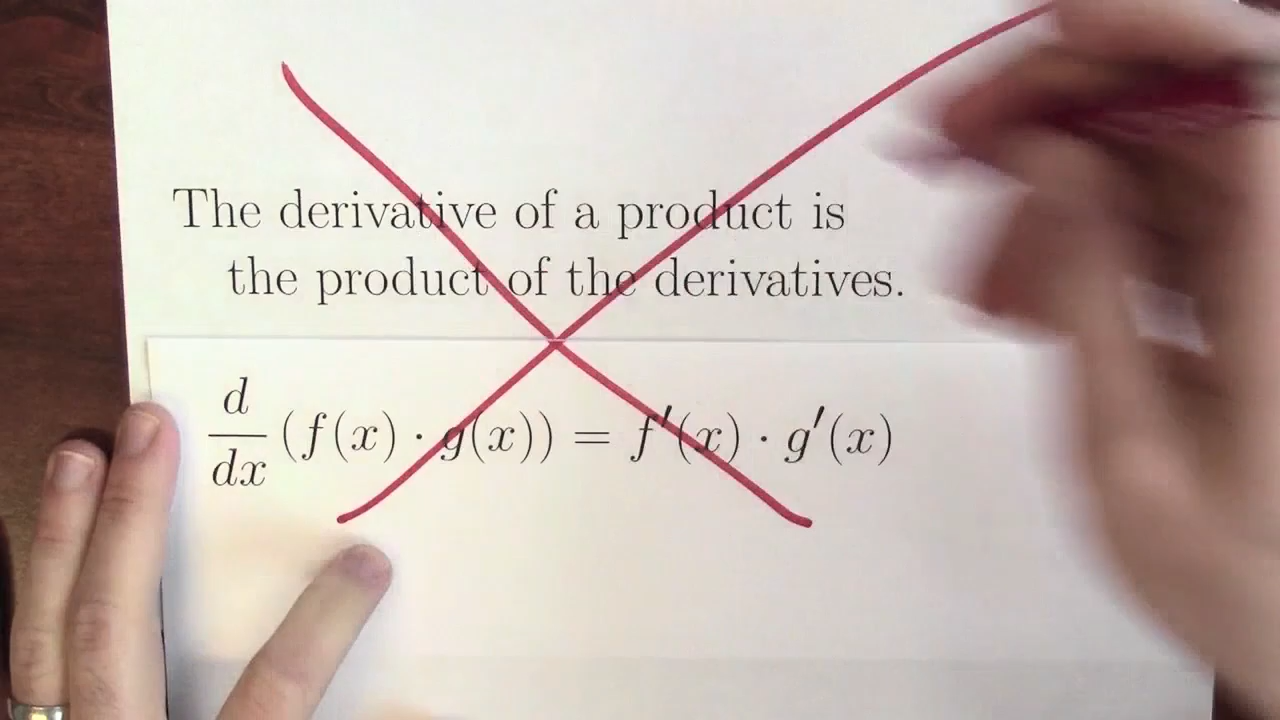 The derivative of a product is
the product of the derivatives.
d/dx (f(x) · g(x)) = f′(x) · g′(x)